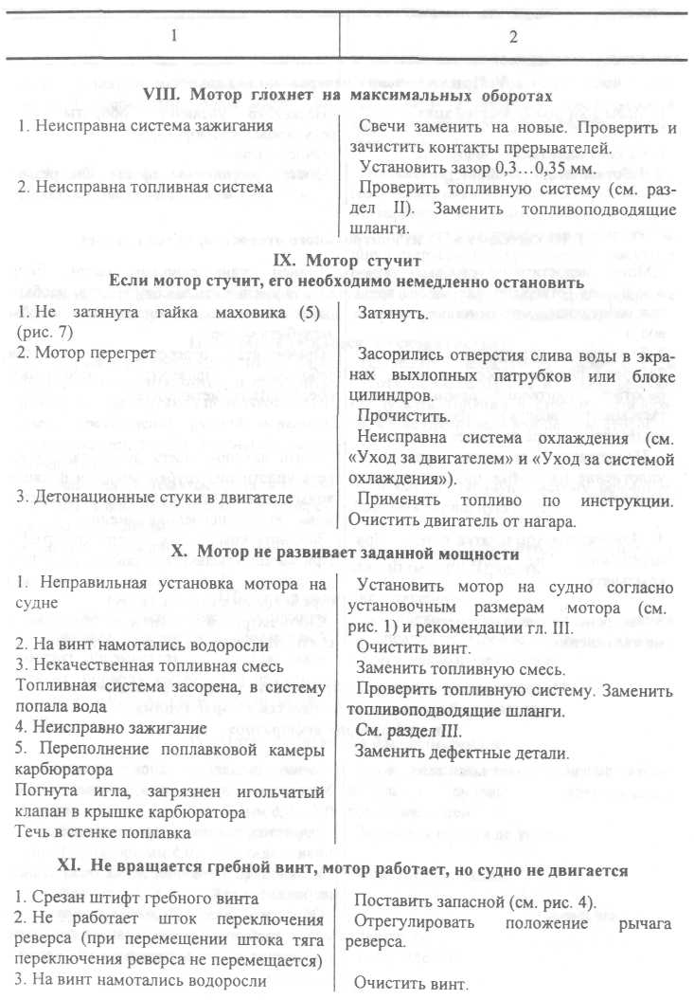 1
2
VIII. Мотор глохнет на максимальных оборотах
1. Неисправна система зажигания
Свечи заменить на новые. Проверить и
зачистить контакты прерывателей.
Установить зазор 0,3...0,35 мм.
2. Неисправна топливная система
Проверить топливную систему (см. раз-
дел II). Заменить топливоподводящие
шланги.
IX. Мотор стучит
Если мотор стучит, его необходимо немедленно остановить
1. Не затянута гайка маховика (5)
(рис. 7)
Затянуть.
2. Мотор перегрет
Засорились отверстия слива воды в экра-
нах выхлопных патрубков или блоке
цилиндров.
Прочистить.
Неисправна система охлаждения (см.
«Уход за двигателем» и «Уход за системой
охлаждения»).
3. Детонационные стуки в двигателе
Применять топливо по инструкции.
Очистить двигатель от нагара.
X. Мотор не развивает заданной мощности
1. Неправильная установка мотора на
судне
Установить мотор на судно согласно
установочным размерам мотора (см.
рис. 1) и рекомендации гл. III.
2. На винт намотались водоросли
Очистить винт.
3. Некачественная топливная смесь
Заменить топливную смесь.
Топливная система засорена, в систему
попала вода
Проверить топливную систему. Заменить
топливоподводящие шланги.
4. Неисправно зажигание
См. раздел III.
5. Переполнение поплавковой камеры
карбюратора
Заменить дефектные детали.
Погнута игла, загрязнен игольчатый
клапан в крышке карбюратора
Течь в стенке поплавка
XI. Не вращается гребной винт, мотор работает, но судно не двигается
1. Срезан штифт гребного винта
Поставить запасной (см. рис. 4).
2. Не работает шток переключения
реверса (при перемещении штока тяга
переключения реверса не перемещается)
Отрегулировать положение рычага
реверса.
3. На винт намотались водоросли
Очистить винт.